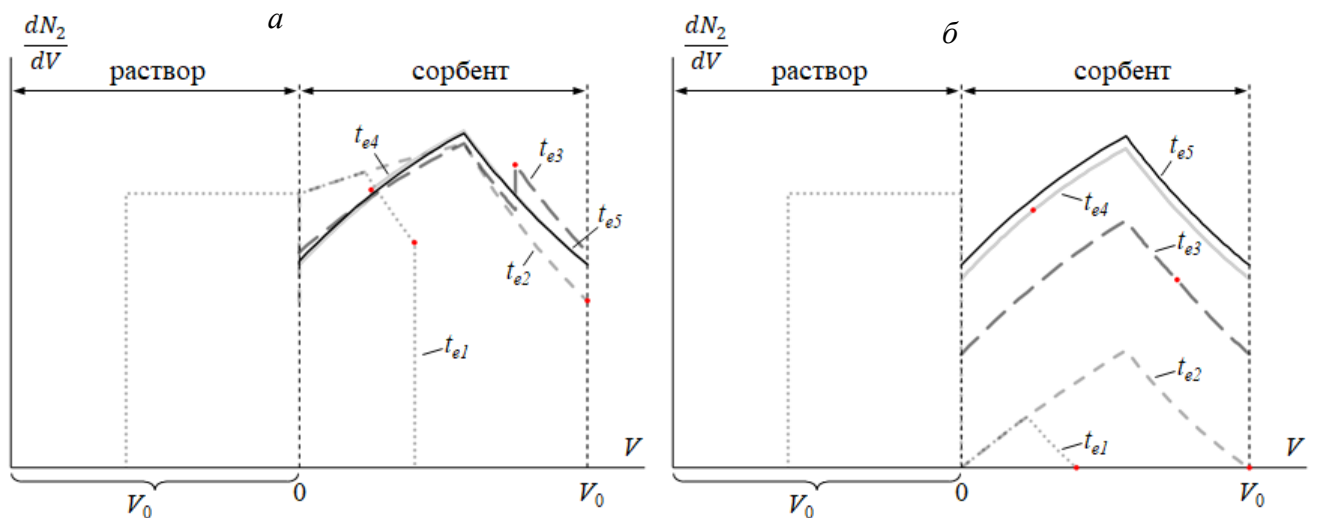 а
dN₂
dV
раствор
сорбент
tₑ₄
tₑ₃
tₑ₅
tₑ₂
tₑ₁
V
V₀
0
V₀
б
dN₂
dV
раствор
сорбент
tₑ₅
tₑ₄
tₑ₃
tₑ₂
tₑ₁
V
V₀
0
V₀